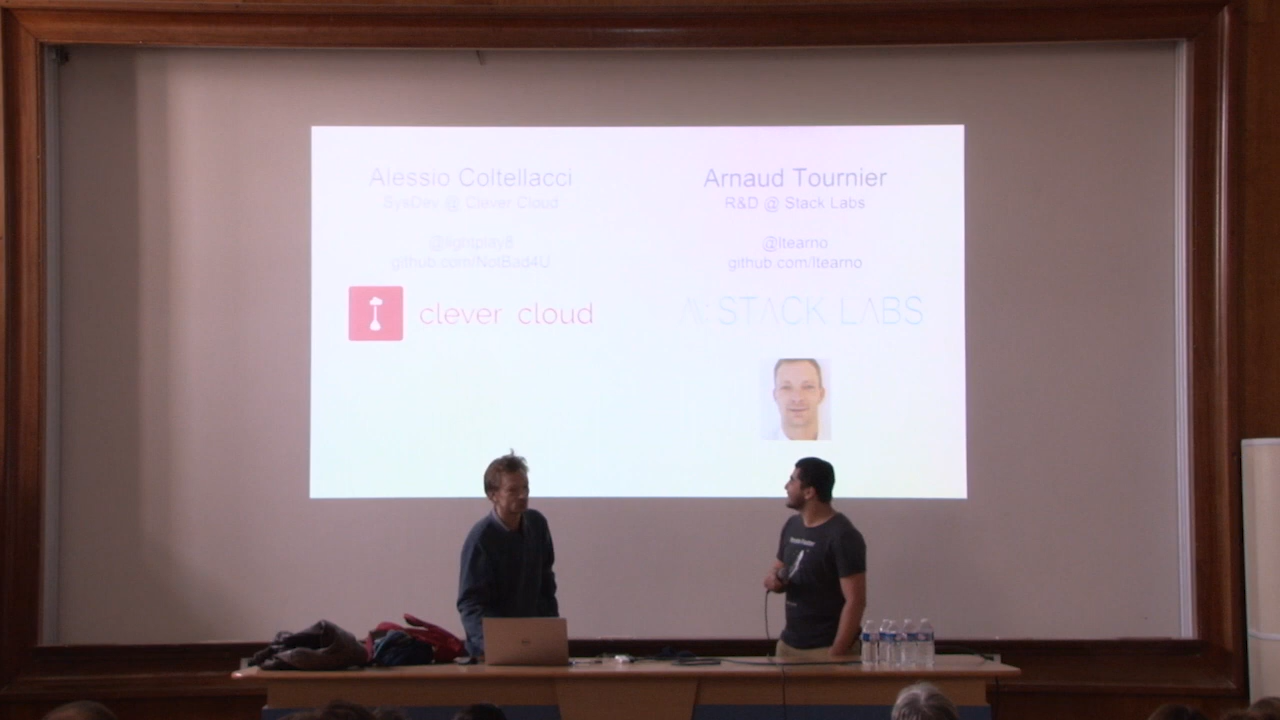 Alessio Coltellacci
SysDev @ Clever Cloud
@lightplay8
github.com/NotBad4U
clever cloud
Arnaud Tournier
R&D @ Stack Labs
@ltearno
github.com/ltearno
STACK LABS